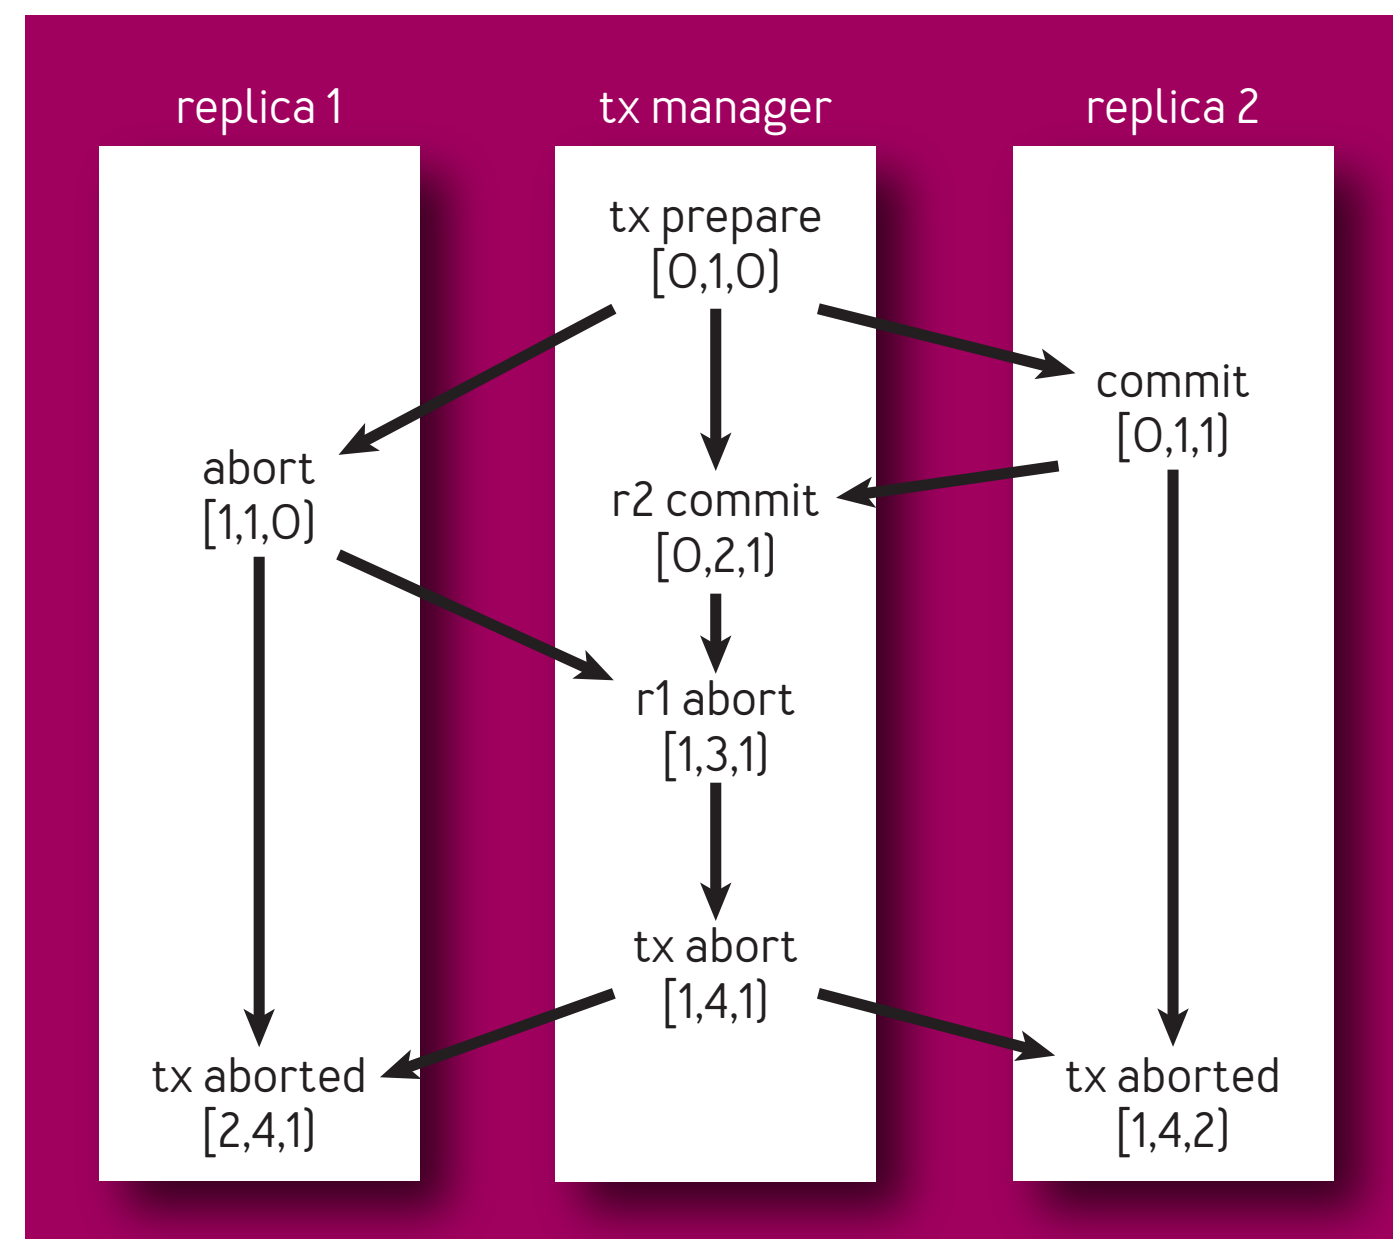 replica 1
tx manager
replica 2
tx prepare
[0,1,0]
commit
[0,1,1]
abort
[1,1,0]
r2 commit
[0,2,1]
r1 abort
[1,3,1]
tx abort
[1,4,1]
tx aborted
[2,4,1]
tx aborted
[1,4,2]